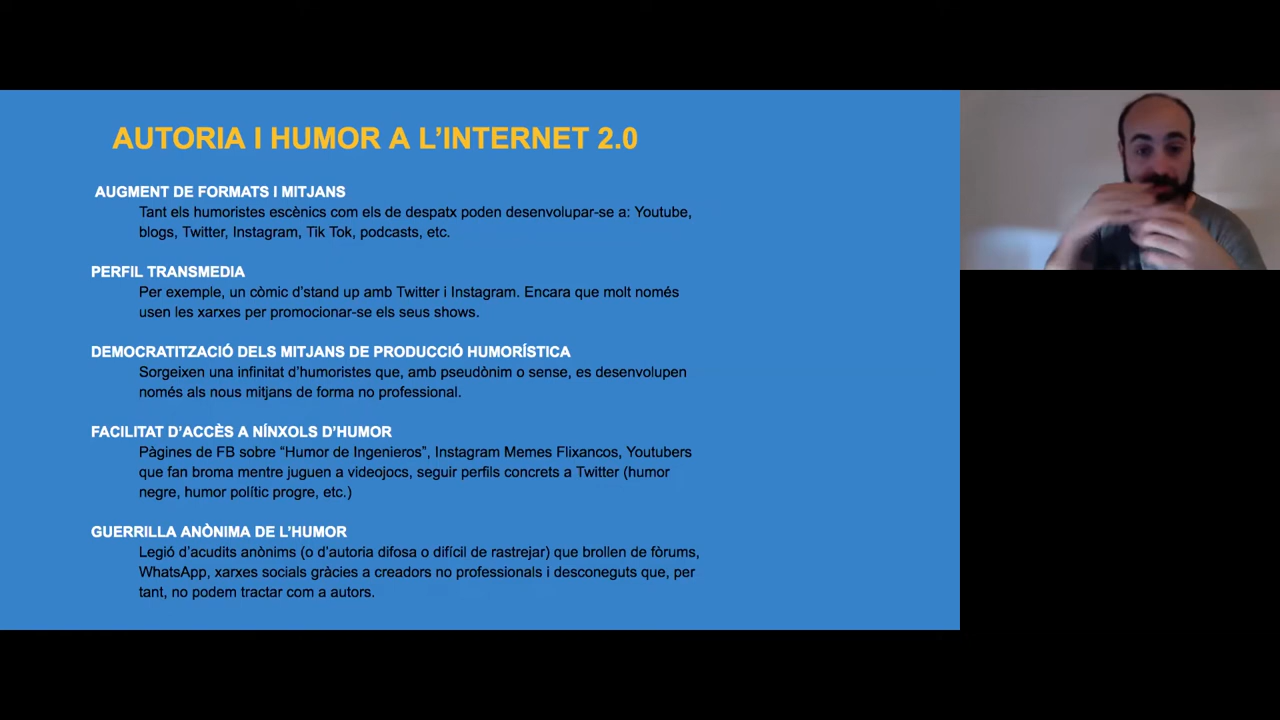 AUTORIA I HUMOR A L’INTERNET 2.0
AUGMENT DE FORMATS I MITJANS
Tant els humoristes escènics com els de despatx poden desenvolupar-se a: Youtube,
blogs, Twitter, Instagram, Tik Tok, podcasts, etc.
PERFIL TRANSMEDIA
Per exemple, un còmic d’stand up amb Twitter i Instagram. Encara que molt només
usen les xarxes per promocionar-se els seus shows.
DEMOCRATITZACIÓ DELS MITJANS DE PRODUCCIÓ HUMORÍSTICA
Sorgeixen una infinitat d’humoristes que, amb pseudònim o sense, es desenvolupen
només als nous mitjans de forma no professional.
FACILITAT D’ACCÈS A NÍNXOLS D’HUMOR
Pàgines de FB sobre “Humor de Ingenieros”, Instagram Memes Flixancos, Youtubers
que fan broma mentre juguen a videojocs, seguir perfils concrets a Twitter (humor
negre, humor polític progre, etc.)
GUERRILLA ANÒNIMA DE L’HUMOR
Legió d’acudits anònims (o d’autoria difosa o difícil de rastrejar) que brollen de fòrums,
WhatsApp, xarxes socials gràcies a creadors no professionals i desconeguts que, per
tant, no podem tractar com a autors.